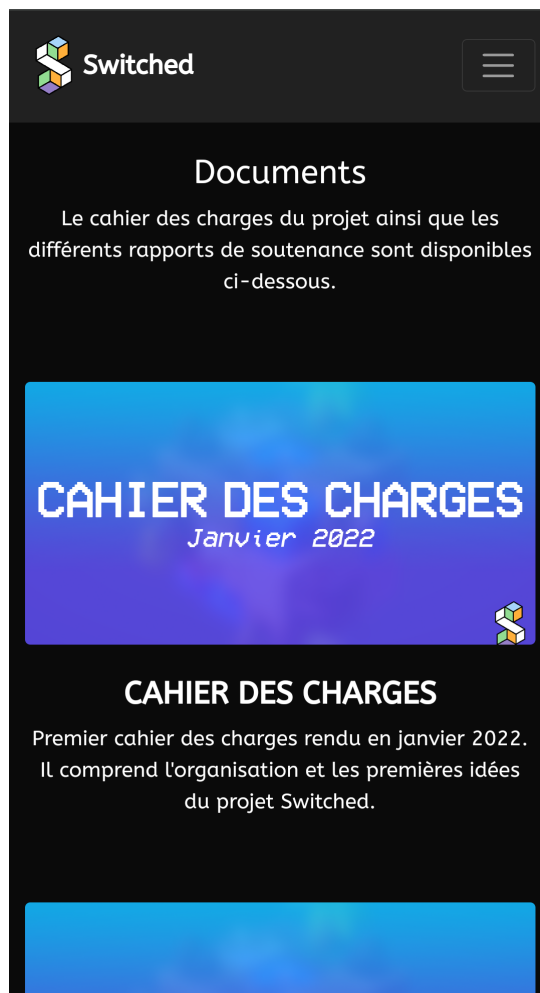 Switched
Documents
Le cahier des charges du projet ainsi que les
différents rapports de soutenance sont disponibles
ci-dessous.
CAHIER DES CHARGES
Janvier 2022
CAHIER DES CHARGES
Premier cahier des charges rendu en janvier 2022.
Il comprend l'organisation et les premières idées
du projet Switched.